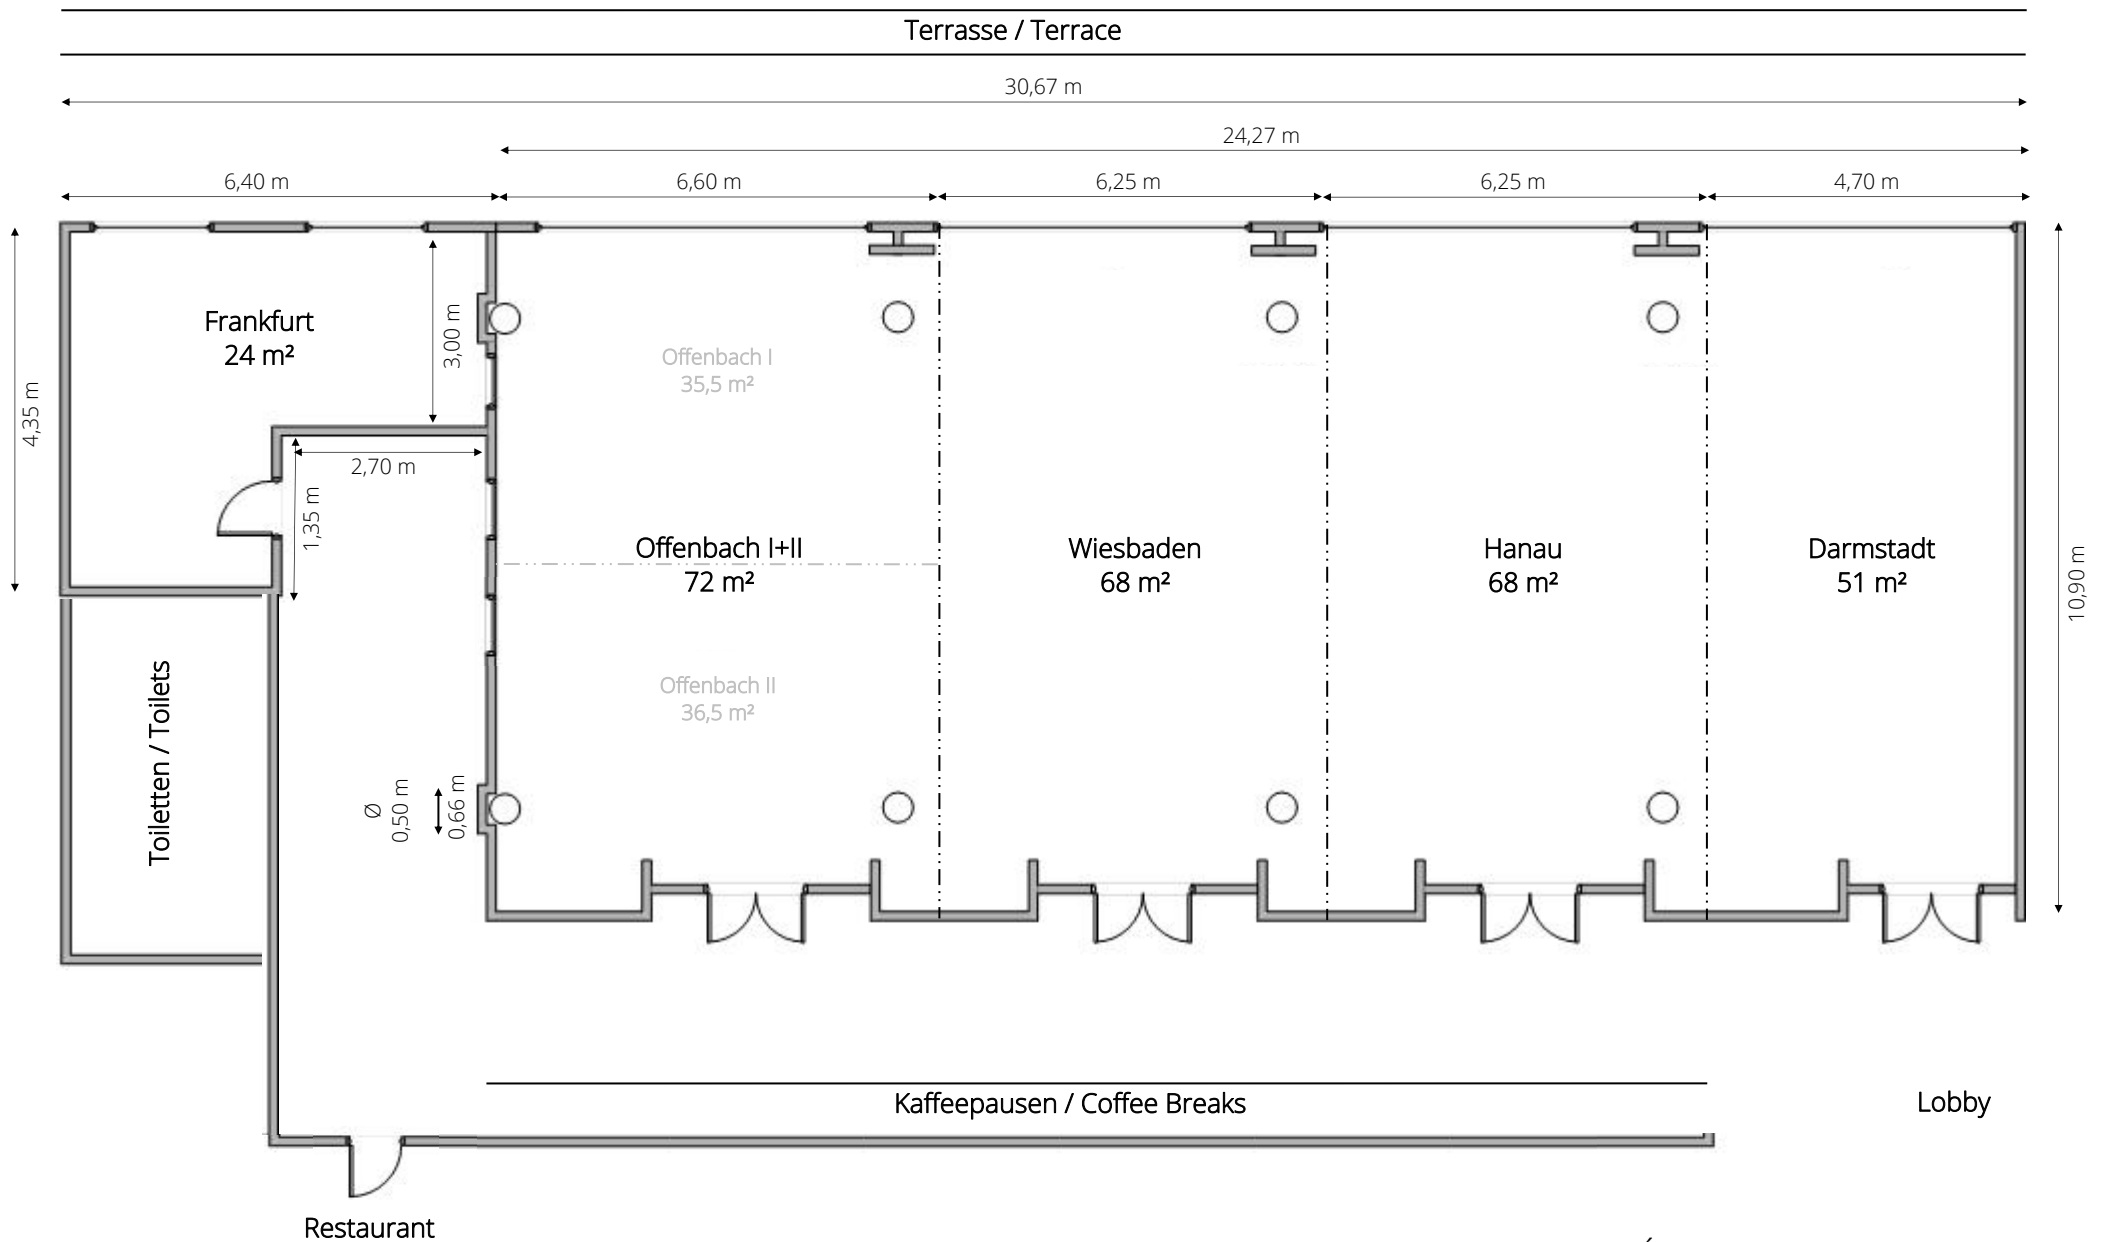 Terrasse / Terrace
30,67 m
24,27 m
6,40 m
6,60 m
6,25 m
6,25 m
4,70 m
4,35 m
Frankfurt
24 m²
3,00 m
2,70 m
1,35 m
Offenbach I
35,5 m²
Offenbach I+II
72 m²
Offenbach II
36,5 m²
Wiesbaden
68 m²
Hanau
68 m²
Darmstadt
51 m²
10,90 m
Toiletten / Toilets
Ø
0,50 m
0,66 m
Kaffeepausen / Coffee Breaks
Lobby
Restaurant